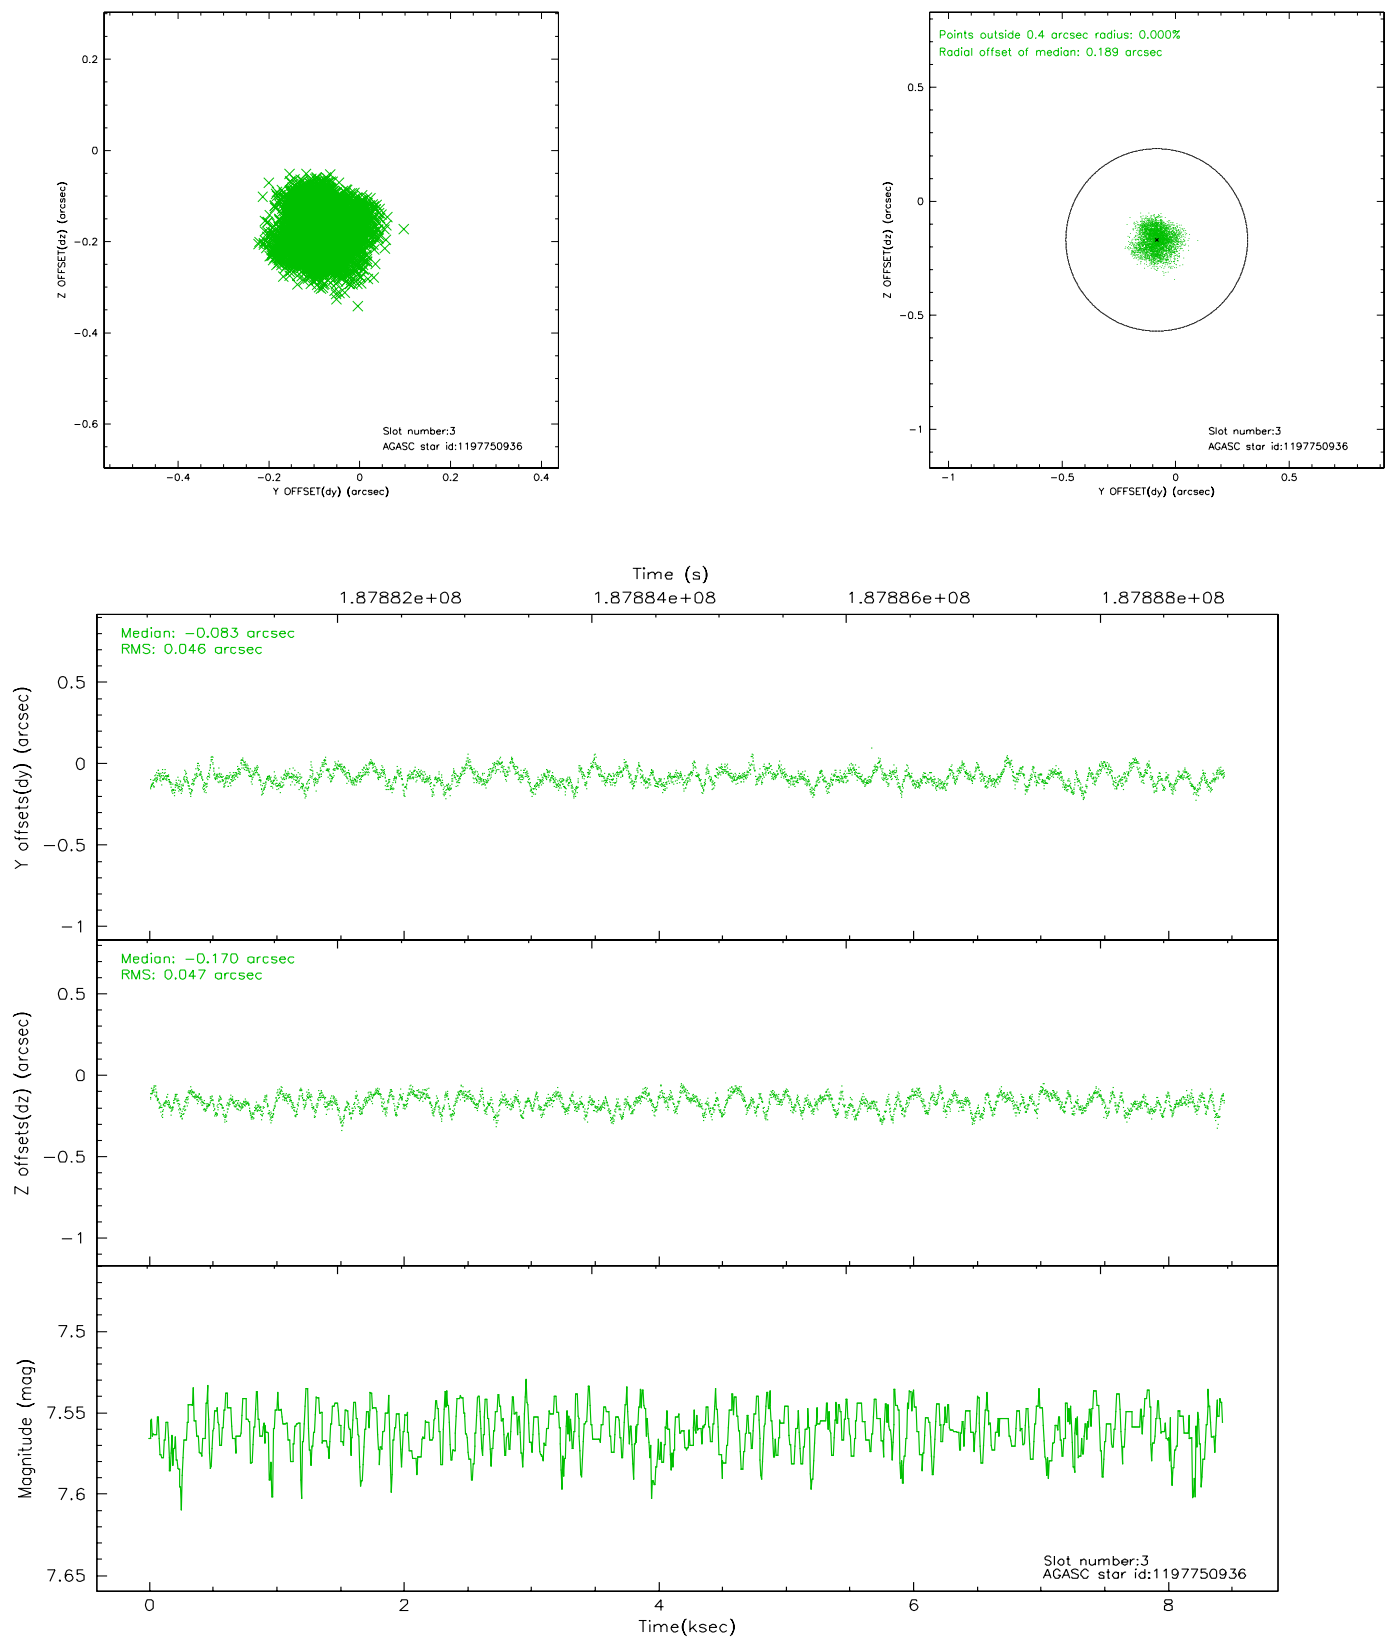 0.2
0
−0.2
−0.4
−0.6
Z OFFSET(dz) (arcsec)
Slot number:3
AGASC star id:1197750936
−0.4
−0.2
0
0.2
0.4
Y OFFSET(dy) (arcsec)
Points outside 0.4 arcsec radius: 0.000%
Radial offset of median: 0.189 arcsec
0.5
0
−0.5
−1
Z OFFSET(dz) (arcsec)
Slot number:3
AGASC star id:1197750936
−1
−0.5
0
0.5
Y OFFSET(dy) (arcsec)
Time (s)
1.87882e+08
1.87884e+08
1.87886e+08
1.87888e+08
Median: −0.083 arcsec
RMS: 0.046 arcsec
0.5
0
−0.5
−1
Y offsets(dy) (arcsec)
Median: −0.170 arcsec
RMS: 0.047 arcsec
0.5
0
−0.5
−1
Z offsets(dz) (arcsec)
7.5
7.55
7.6
7.65
Magnitude (mag)
Slot number:3
AGASC star id:1197750936
0
2
4
6
8
Time(ksec)